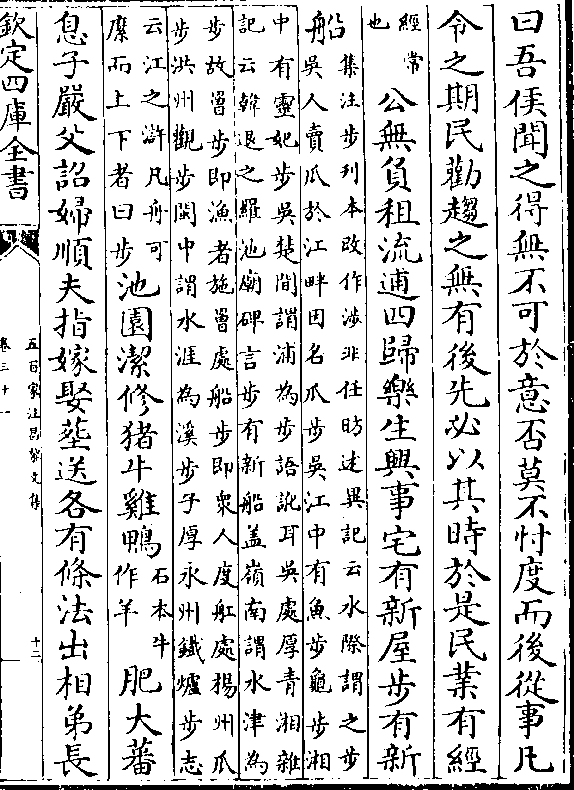 曰吾侯聞之得無不可於意否莫不忖度而後從事凡
令之期民勸趨之無有後先必以其時於是民業有經
經常
也
公無負租流逋四歸樂生興事宅有新屋步有新
船
集注步列本改作涉非任昉述異記云水際謂之步
吳人賣瓜於江畔因名瓜步吳江中有魚步龜步湘
中有靈妃步吳楚間謂浦為步語訛耳吳處厚青湘雜
記云韓退之羅池廟碑言步有新船蓋嶺南謂水津為
步故罾步即漁者施罾處船步即衆人度舡處楊州瓜
步洪州觀步閩中謂水涯為溪步子厚永州鐵爐步志
云江之滸凡舟可
縻而上下者曰步
池園潔修猪牛雞鴨
石本牛
作羊
肥大蕃
息子嚴父詔婦順夫指嫁娶塟送各有條法出相弟長
欽定四庫全書
五百家注昌黎文集
卷三十一
十二